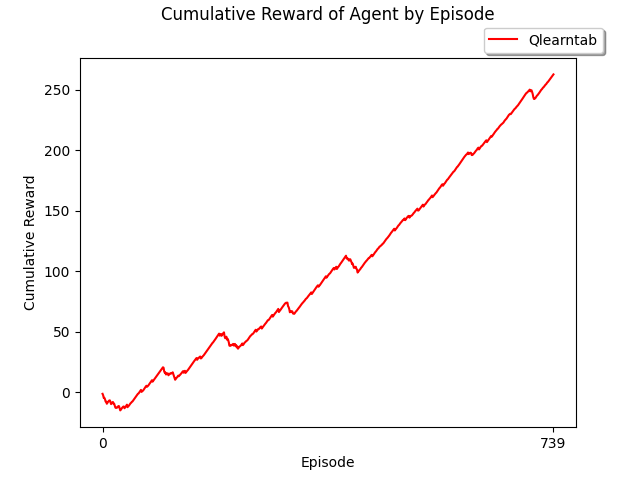 Cumulative Reward of Agent by Episode
Qlearntab
250
200
150
100
50
0
Cumulative Reward
0 739
Episode